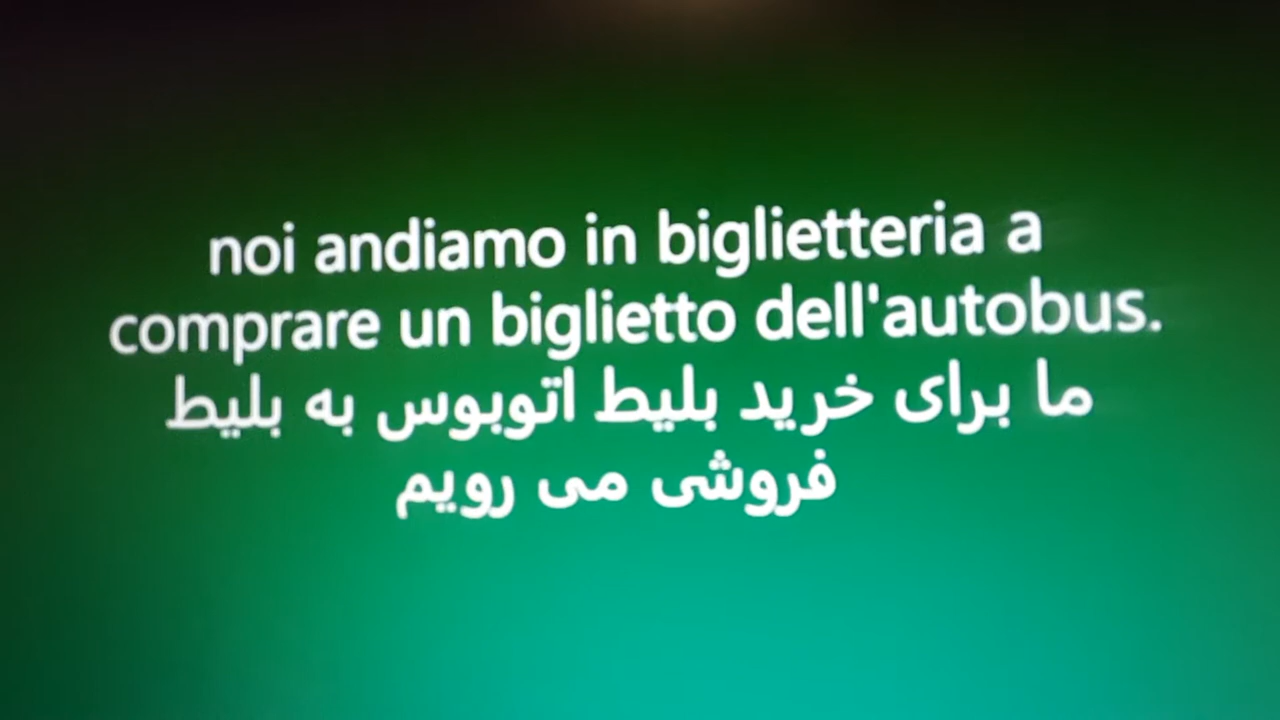 noi andiamo in biglietteria a
comprare un biglietto dell'autobus.
ما برای خرید بلیط اتوبوس به بلیط
فروشی می رویم